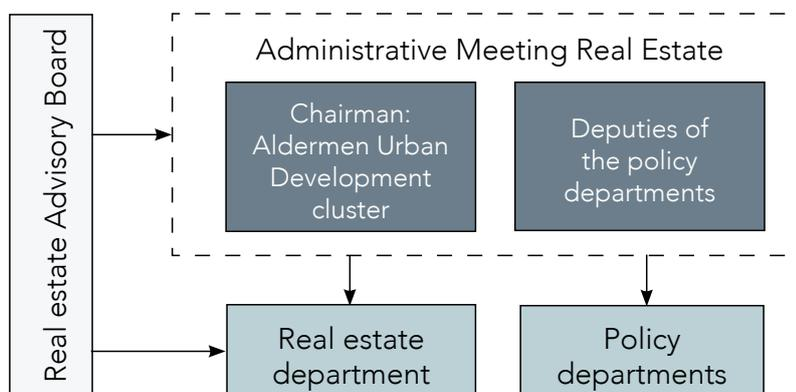 Real estate Advisory Board
Administrative Meeting Real Estate
Chairman:
Aldermen Urban
Development
cluster
Deputies of
the policy
departments
Real estate
department
Policy
departments